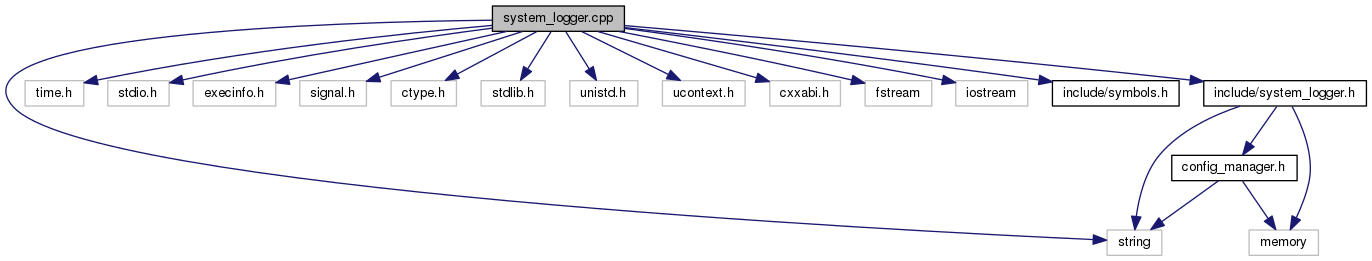 system_logger.cpp
time.h
stdio.h
execinfo.h
signal.h
ctype.h
stdlib.h
unistd.h
ucontext.h
cxxabi.h
fstream
iostream
include/symbols.h
include/system_logger.h
config_manager.h
string
memory